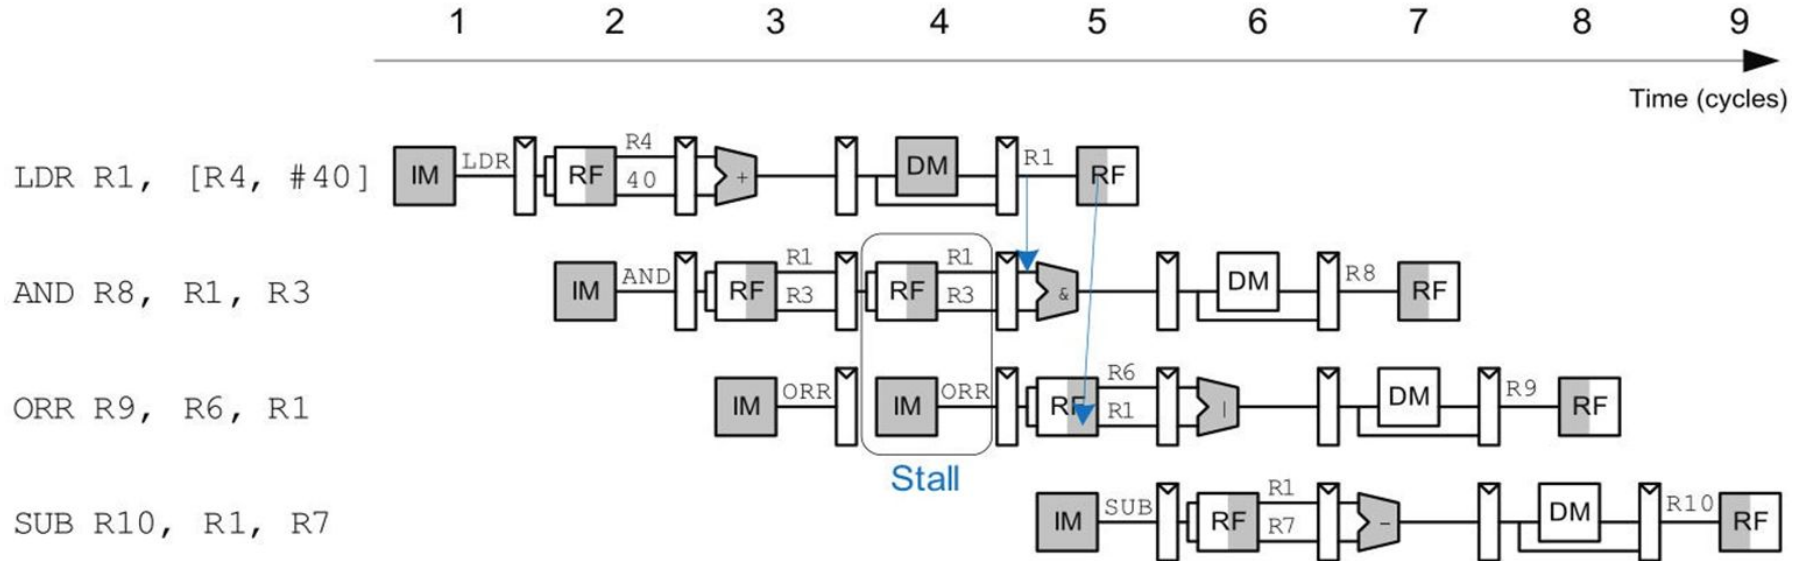 1 2 3 4 5 6 7 8 9
Time (cycles)
LDR R1, [R4, #40] IM LDR RF R4 40 + DM R1 RF
AND R8, R1, R3 IM AND RF R1 R3 RF R1 R3 & DM R8 RF
ORR R9, R6, R1 IM ORR IM ORR RF R6 R1 | DM R9 RF
Stall
SUB R10, R1, R7 IM SUB RF R1 R7 - DM R10 RF